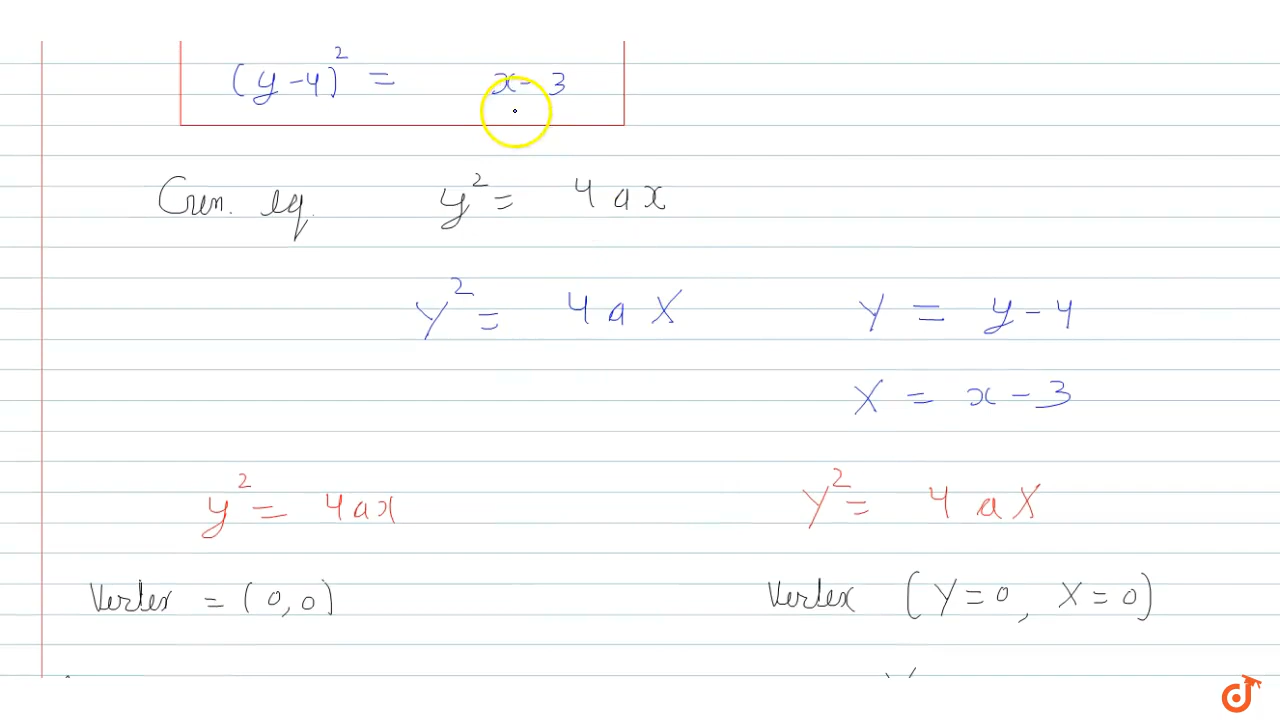 (y-4)² = x-3
Gen. eq. y² = 4ax
Y² = 4aX Y = y-4
X = x-3
y² = 4ax Y² = 4aX
Vertex = (0,0) Vertex (Y=0, X=0)